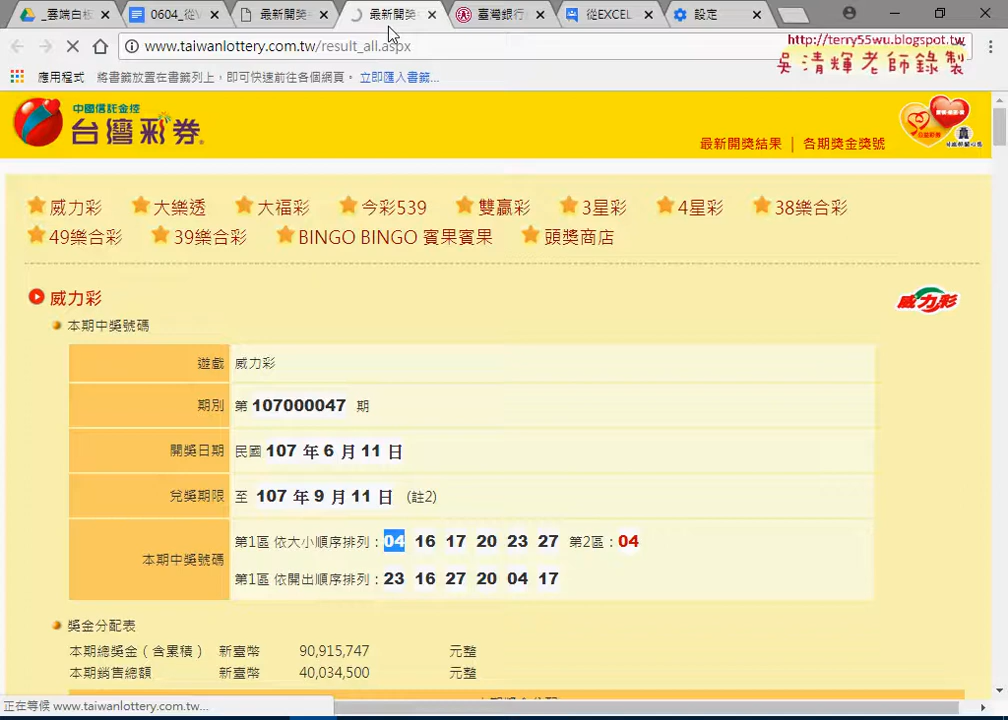 _雲端白板
0604_從V
最新開獎
最新開獎
臺灣銀行
從EXCEL
設定
www.taiwanlottery.com.tw/result_all.aspx
http://terry55wu.blogspot.tw
吳清輝老師錄製
應用程式
將書籤放置在書籤列上，即可快速前往各個網頁。
立即匯入書籤...
中國信託金控
台灣彩券
最新開獎結果 | 各期獎金獎號
威力彩
大樂透
大福彩
今彩539
雙贏彩
3星彩
4星彩
38樂合彩
49樂合彩
39樂合彩
BINGO BINGO 賓果賓果
頭獎商店
威力彩
威力彩
本期中獎號碼
遊戲 威力彩
期別 第 107000047 期
開獎日期 民國 107 年 6 月 11 日
兌獎期限 至 107 年 9 月 11 日 (註2)
本期中獎號碼
第1區 依大小順序排列：04 16 17 20 23 27 第2區：04
第1區 依開出順序排列：23 16 27 20 04 17
獎金分配表
本期總獎金（含累積） 新臺幣 90,915,747 元整
本期銷售總額 新臺幣 40,034,500 元整
正在等候 www.taiwanlottery.com.tw...